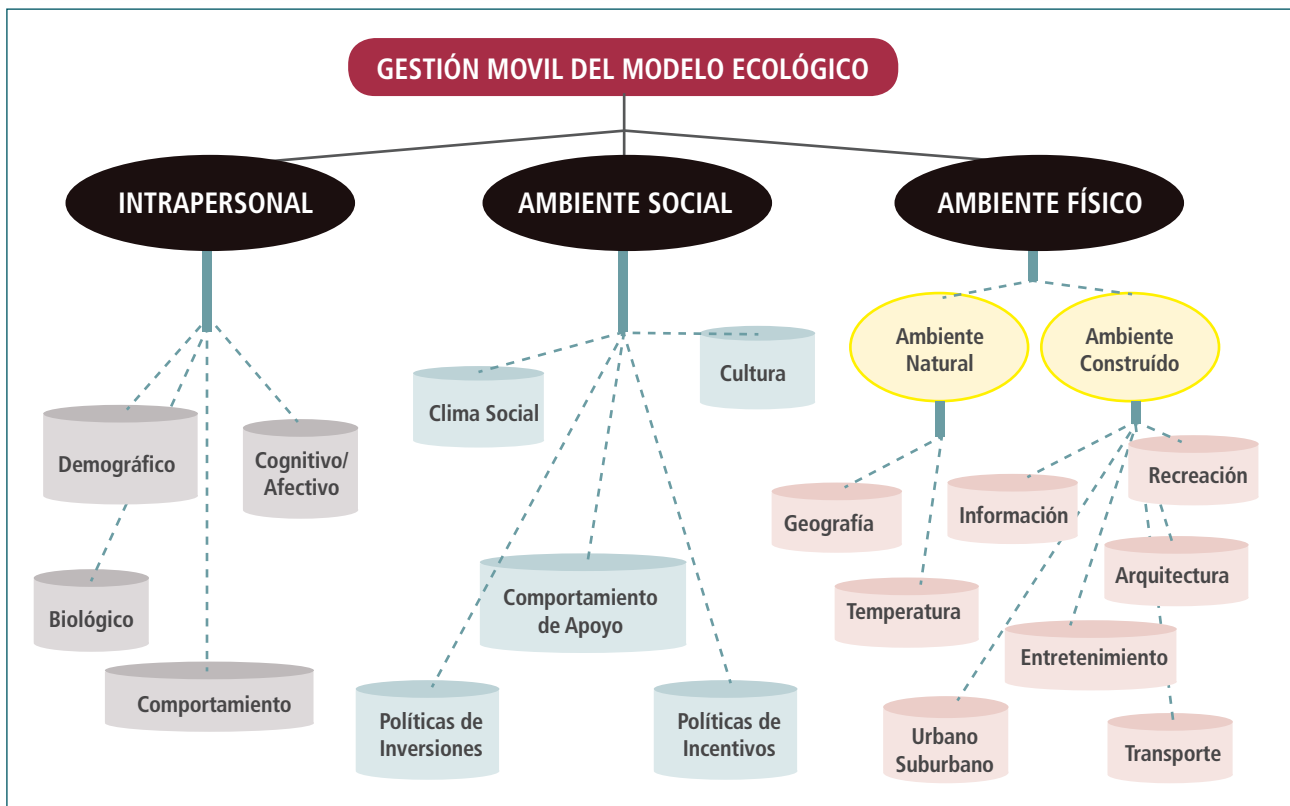 GESTIÓN MOVIL DEL MODELO ECOLÓGICO
INTRAPERSONAL
AMBIENTE SOCIAL
AMBIENTE FÍSICO
Demográfico
Cognitivo/
Afectivo
Biológico
Comportamiento
Clima Social
Cultura
Comportamiento
de Apoyo
Políticas de
Inversiones
Políticas de
Incentivos
Ambiente
Natural
Ambiente
Construído
Geografía
Temperatura
Información
Recreación
Arquitectura
Entretenimiento
Urbano
Suburbano
Transporte